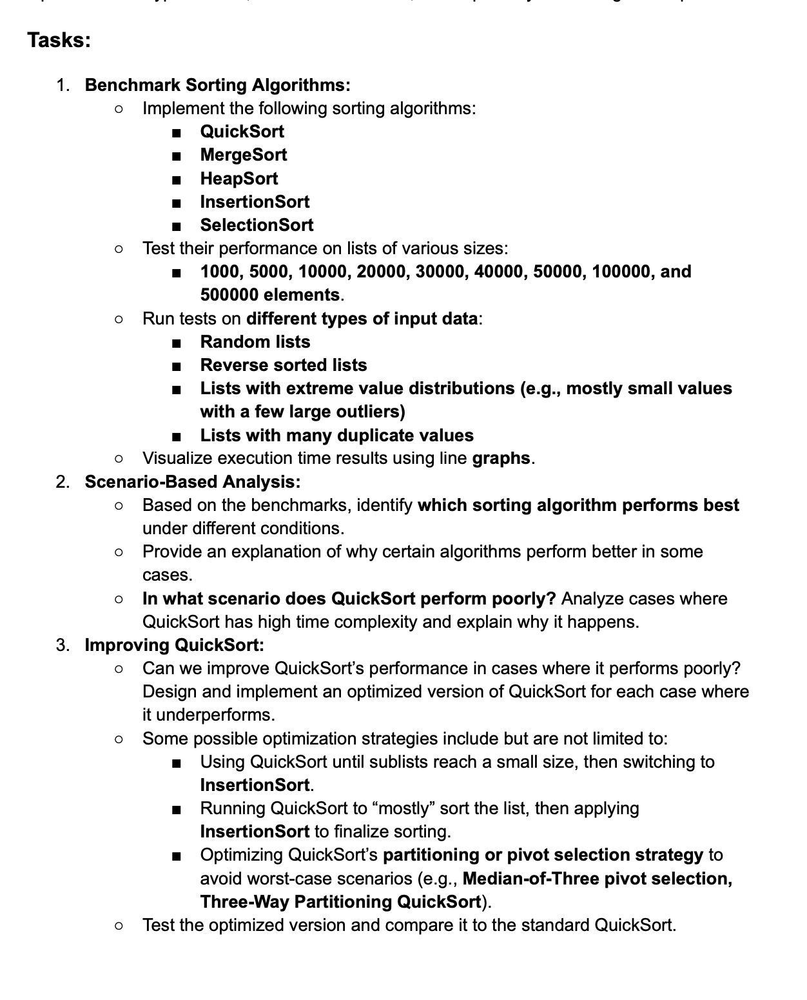 Tasks:
1. Benchmark Sorting Algorithms:
○ Implement the following sorting algorithms:
■ QuickSort
■ MergeSort
■ HeapSort
■ InsertionSort
■ SelectionSort
○ Test their performance on lists of various sizes:
■ 1000, 5000, 10000, 20000, 30000, 40000, 50000, 100000, and
500000 elements.
○ Run tests on different types of input data:
■ Random lists
■ Reverse sorted lists
■ Lists with extreme value distributions (e.g., mostly small values
with a few large outliers)
■ Lists with many duplicate values
○ Visualize execution time results using line graphs.
2. Scenario-Based Analysis:
○ Based on the benchmarks, identify which sorting algorithm performs best
under different conditions.
○ Provide an explanation of why certain algorithms perform better in some
cases.
○ In what scenario does QuickSort perform poorly? Analyze cases where
QuickSort has high time complexity and explain why it happens.
3. Improving QuickSort:
○ Can we improve QuickSort’s performance in cases where it performs poorly?
Design and implement an optimized version of QuickSort for each case where
it underperforms.
○ Some possible optimization strategies include but are not limited to:
■ Using QuickSort until sublists reach a small size, then switching to
InsertionSort.
■ Running QuickSort to “mostly” sort the list, then applying
InsertionSort to finalize sorting.
■ Optimizing QuickSort’s partitioning or pivot selection strategy to
avoid worst-case scenarios (e.g., Median-of-Three pivot selection,
Three-Way Partitioning QuickSort).
○ Test the optimized version and compare it to the standard QuickSort.